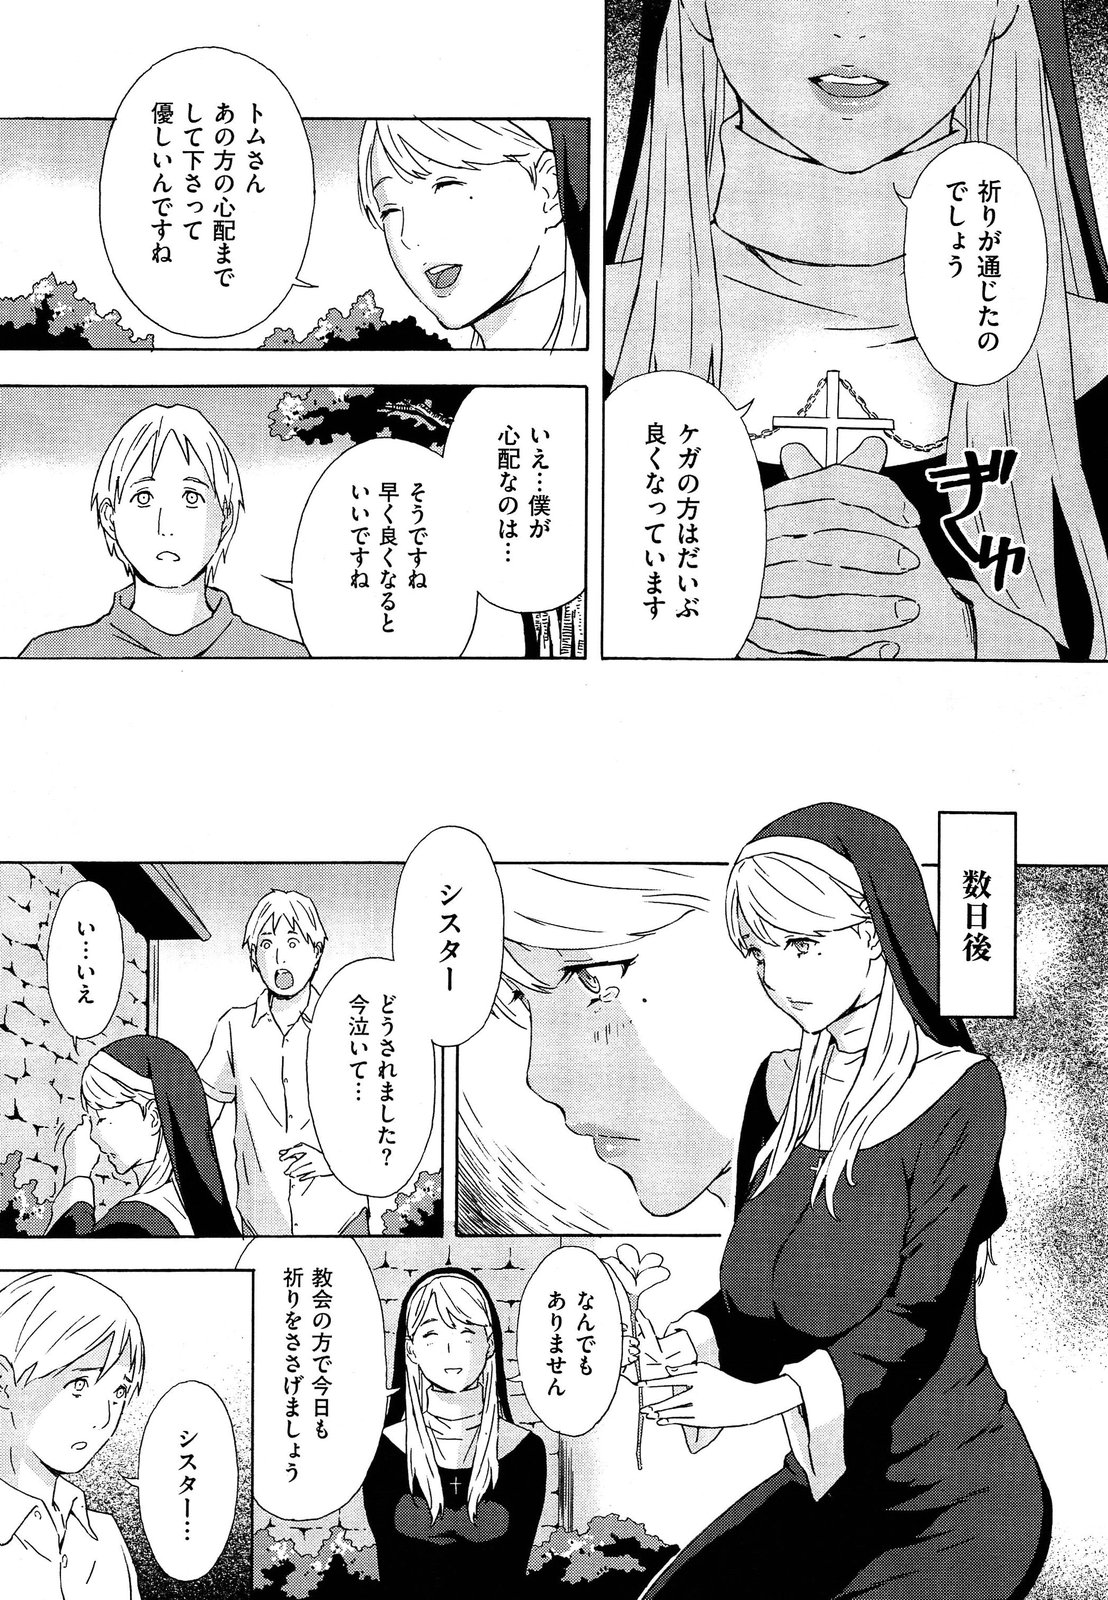 祈りが通じたの
でしょう
ケガの方はだいぶ
良くなっています
ギュ
トムさん
あの方の心配まで
して下さって
優しいんですね
いえ…僕が
心配なのは…
そうですね
早く良くなると
いいですね
数日後
シスター
どうされました?
今泣いて…
い…いえ
なんでも
ありません
教会の方で今日も
祈りをささげましょう
シスター…